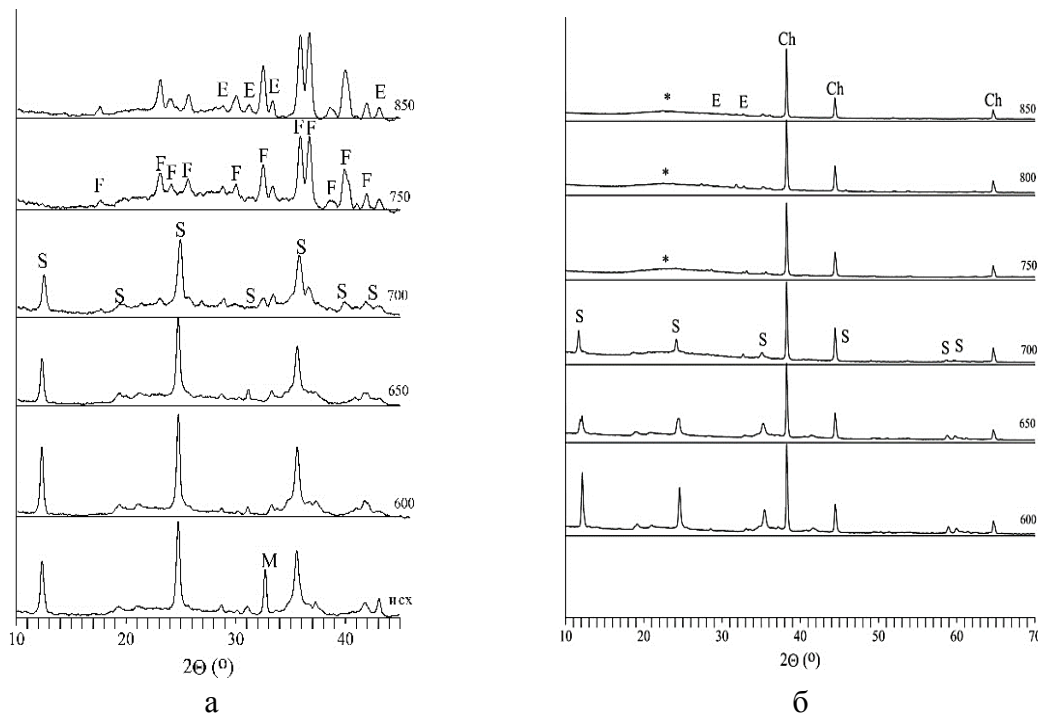 E E E E 850
F F F F F F F F F F 750
S S S S S S S 700
650
600
M
исх
10 20 30 40
2Θ (º)
а
Ch Ch Ch
* E E 850
* 800
* 750
S S S S S S 700
650
600
10 20 30 40 50 60 70
2Θ (º)
б